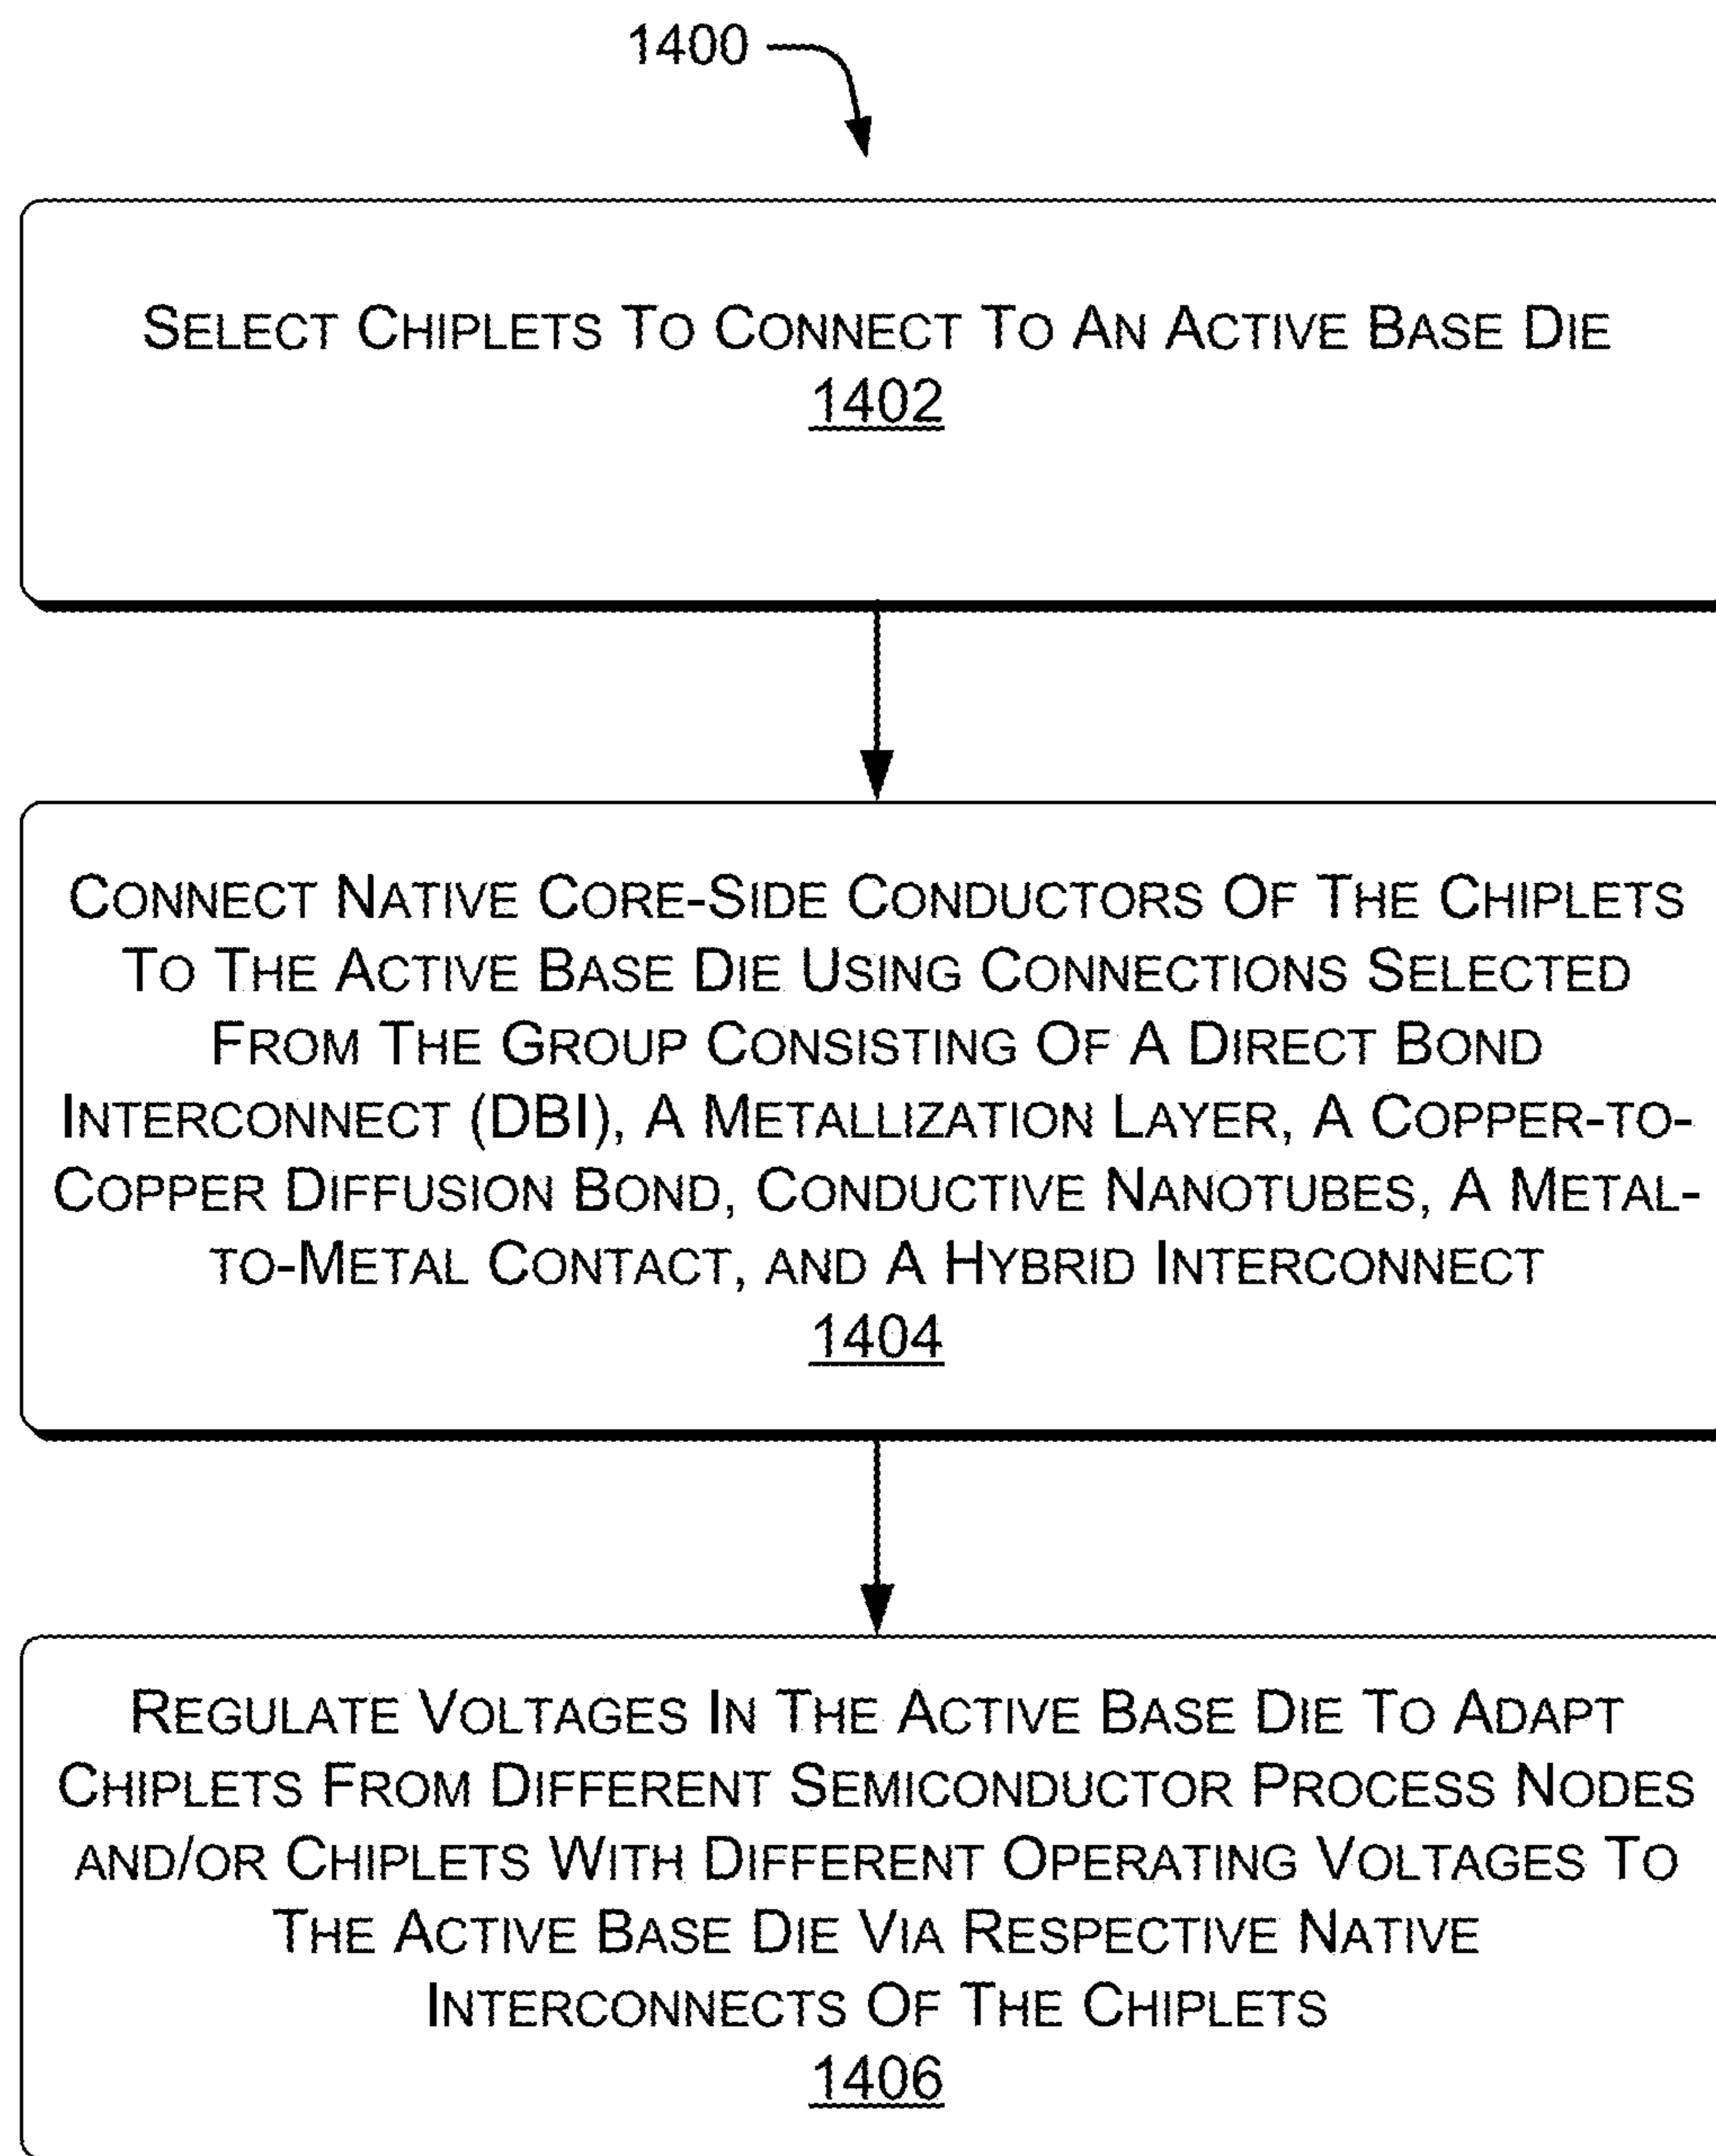 1400
SELECT CHIPLETS TO CONNECT TO AN ACTIVE BASE DIE
1402
CONNECT NATIVE CORE-SIDE CONDUCTORS OF THE CHIPLETS
TO THE ACTIVE BASE DIE USING CONNECTIONS SELECTED
FROM THE GROUP CONSISTING OF A DIRECT BOND
INTERCONNECT (DBI), A METALLIZATION LAYER, A COPPER-TO-
COPPER DIFFUSION BOND, CONDUCTIVE NANOTUBES, A METAL-
TO-METAL CONTACT, AND A HYBRID INTERCONNECT
1404
REGULATE VOLTAGES IN THE ACTIVE BASE DIE TO ADAPT
CHIPLETS FROM DIFFERENT SEMICONDUCTOR PROCESS NODES
AND/OR CHIPLETS WITH DIFFERENT OPERATING VOLTAGES TO
THE ACTIVE BASE DIE VIA RESPECTIVE NATIVE
INTERCONNECTS OF THE CHIPLETS
1406